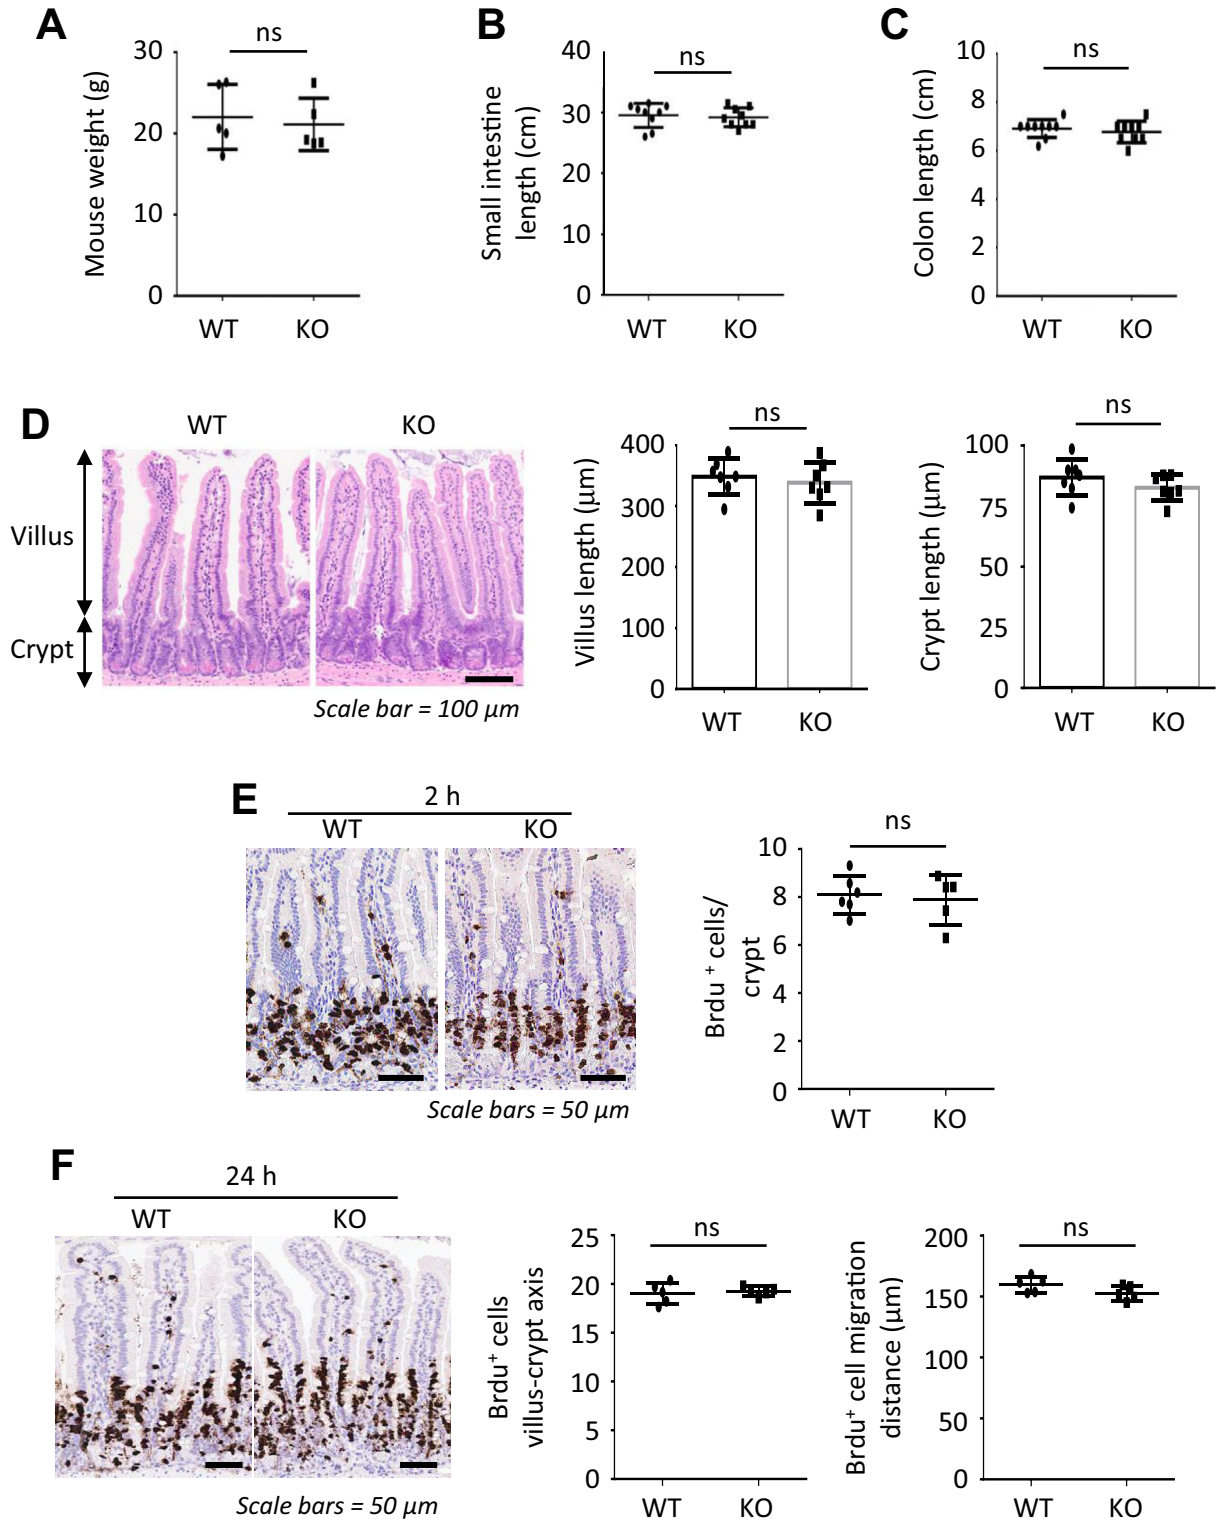 A
ns
Mouse weight (g)
30
20
10
0
WT KO
B
ns
Small intestine
length (cm)
40
30
20
10
0
WT KO
C
ns
Colon length (cm)
10
8
6
4
2
0
WT KO
D
WT KO
Villus
Crypt
Scale bar = 100 µm
ns
Villus length (µm)
400
300
200
100
0
WT KO
ns
Crypt length (µm)
100
75
50
25
0
WT KO
E
2 h
WT KO
Scale bars = 50 µm
ns
Brdu + cells/
crypt
10
8
6
4
2
0
WT KO
F
24 h
WT KO
Scale bars = 50 µm
ns
Brdu+ cells
villus-crypt axis
25
20
15
10
5
0
WT KO
ns
Brdu+ cell migration
distance (µm)
200
150
100
50
0
WT KO